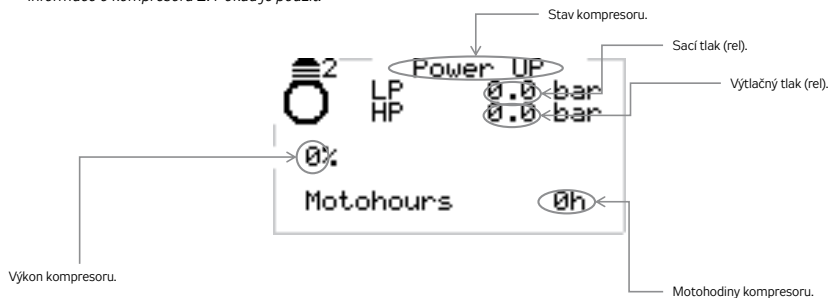 Informace o kompresoru 2. Pokud je použit.
Stav kompresoru.
Sací tlak (rel).
2 Power UP
LP 0.0 bar
Výtlačný tlak (rel).
HP 0.0 bar
0%
Motohours 0h
Výkon kompresoru.
Motohodiny kompresoru.